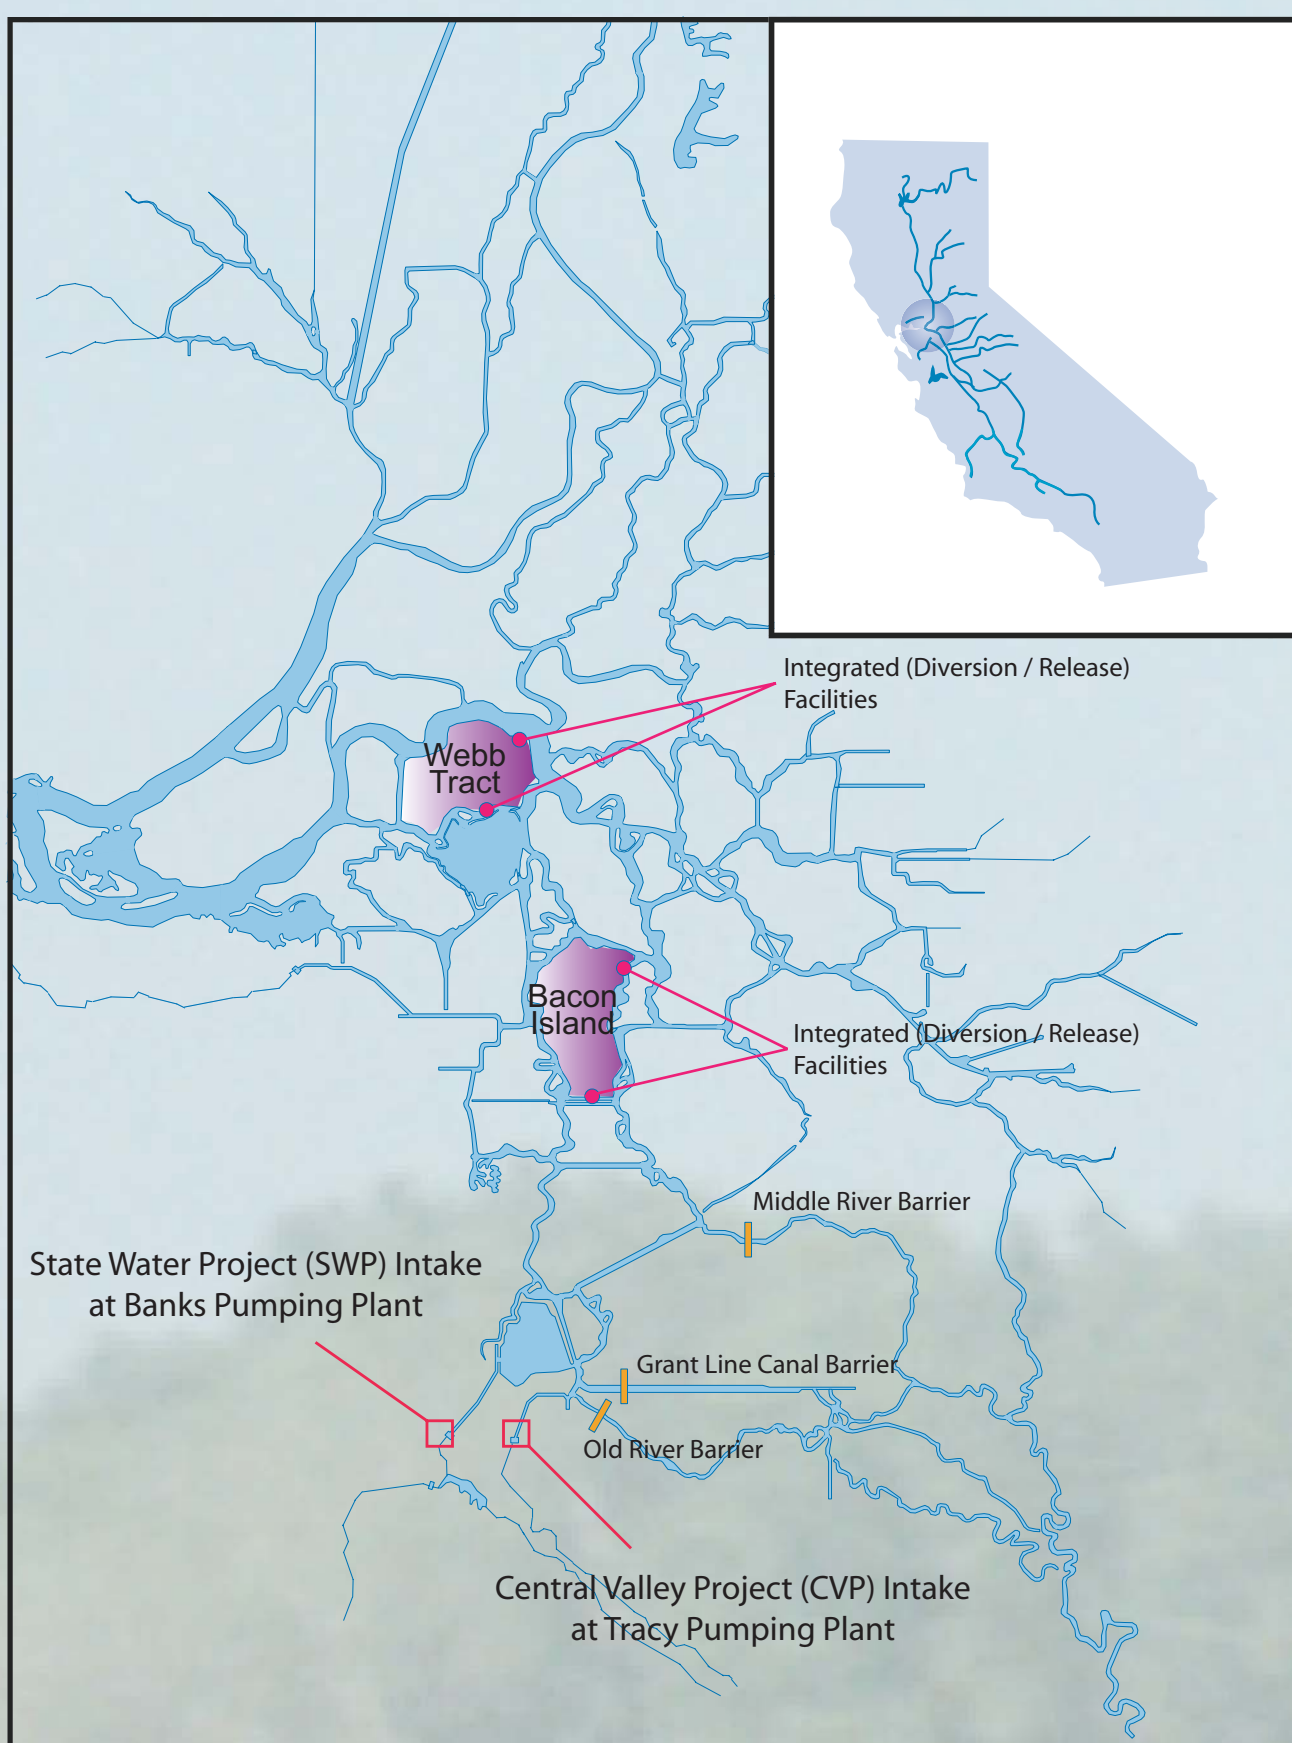 Integrated (Diversion / Release)
Facilities
Webb
Tract
Bacon
Island
Integrated (Diversion / Release)
Facilities
Middle River Barrier
State Water Project (SWP) Intake
at Banks Pumping Plant
Grant Line Canal Barrier
Old River Barrier
Central Valley Project (CVP) Intake
at Tracy Pumping Plant